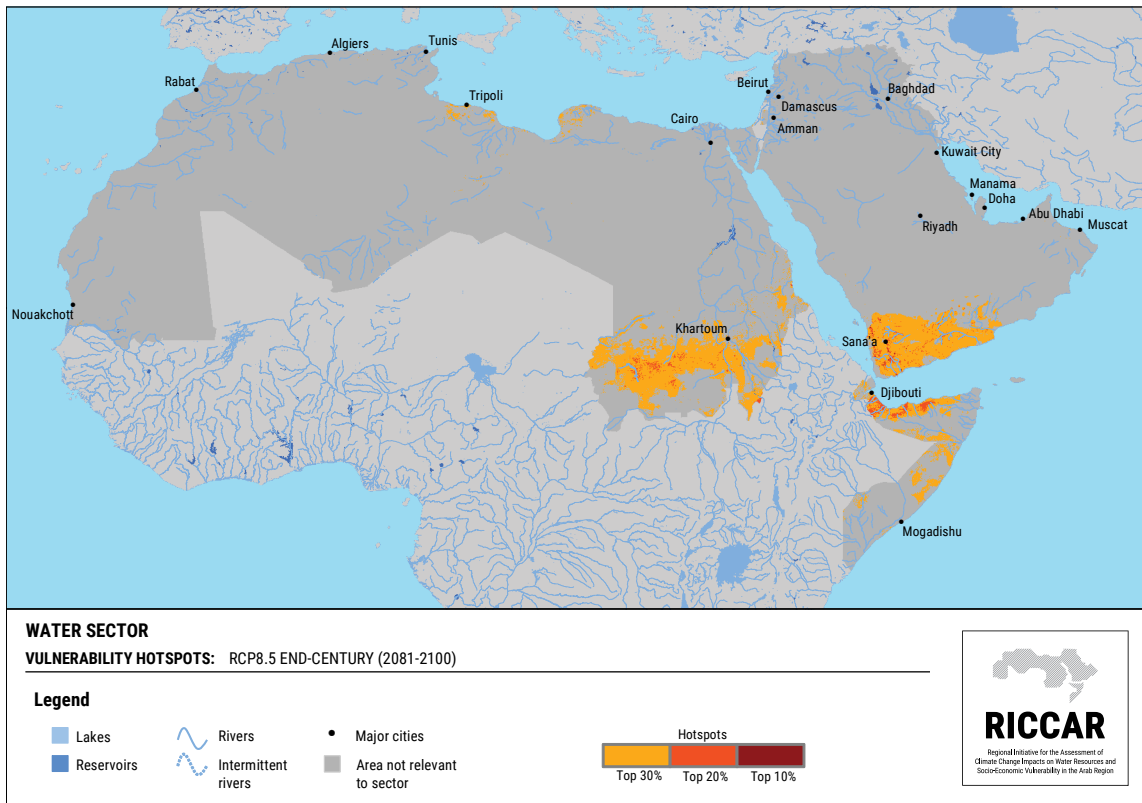 Algiers
Tunis
Rabat
Tripoli
Beirut
Damascus
Baghdad
Cairo
Amman
Kuwait City
Manama
Doha
Abu Dhabi
Riyadh
Muscat
Nouakchott
Khartoum
Sana'a
Djibouti
Mogadishu
WATER SECTOR
VULNERABILITY HOTSPOTS: RCP8.5 END-CENTURY (2081-2100)
Legend
Lakes
Reservoirs
Rivers
Intermittent
rivers
Major cities
Area not relevant
to sector
Hotspots
Top 30%
Top 20%
Top 10%
RICCAR
Regional Initiative for the Assessment of
Climate Change Impacts on Water Resources and
Socio-Economic Vulnerability in the Arab Region